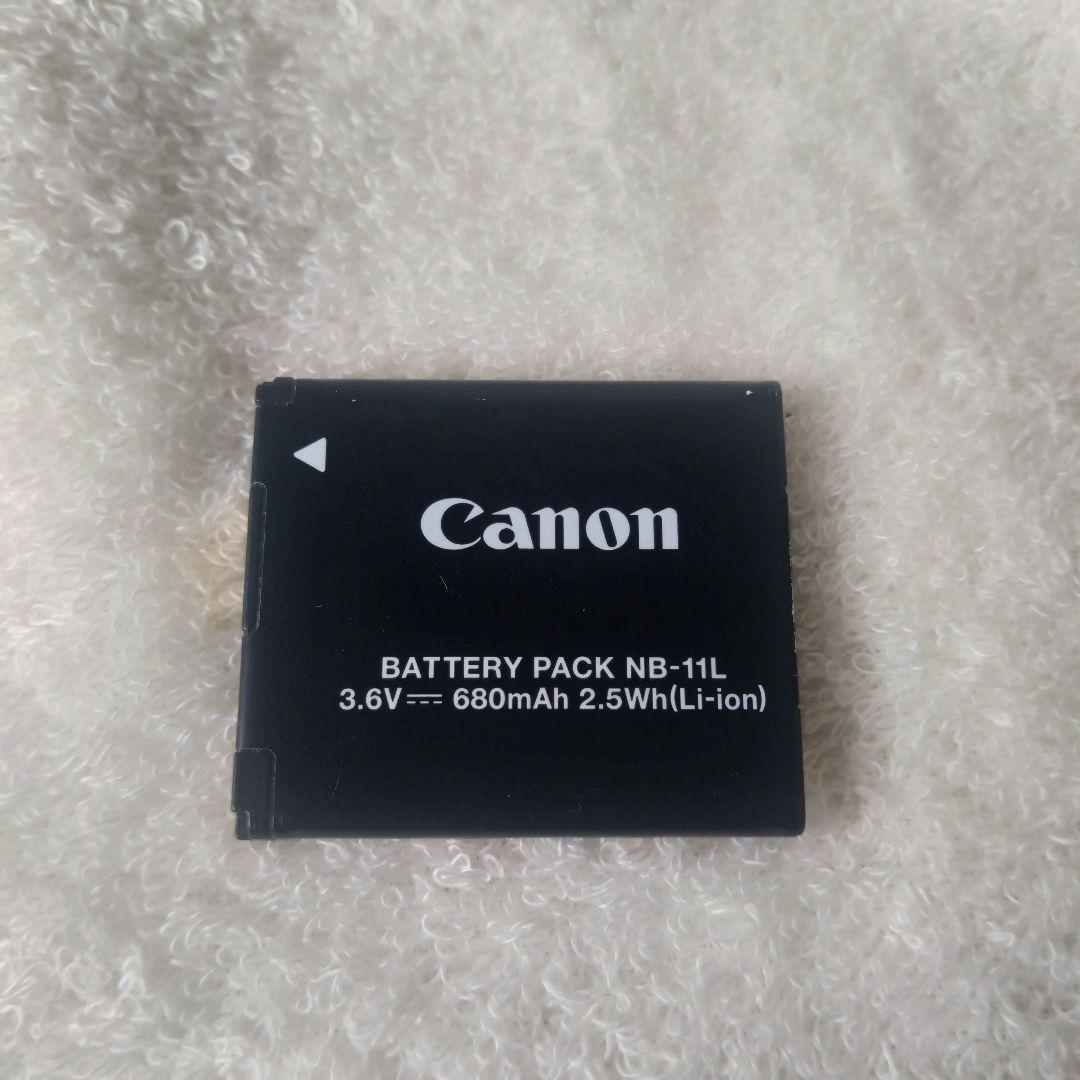 Canon
BATTERY PACK NB-11L
3.6V⎓ 680mAh 2.5Wh(Li-ion)